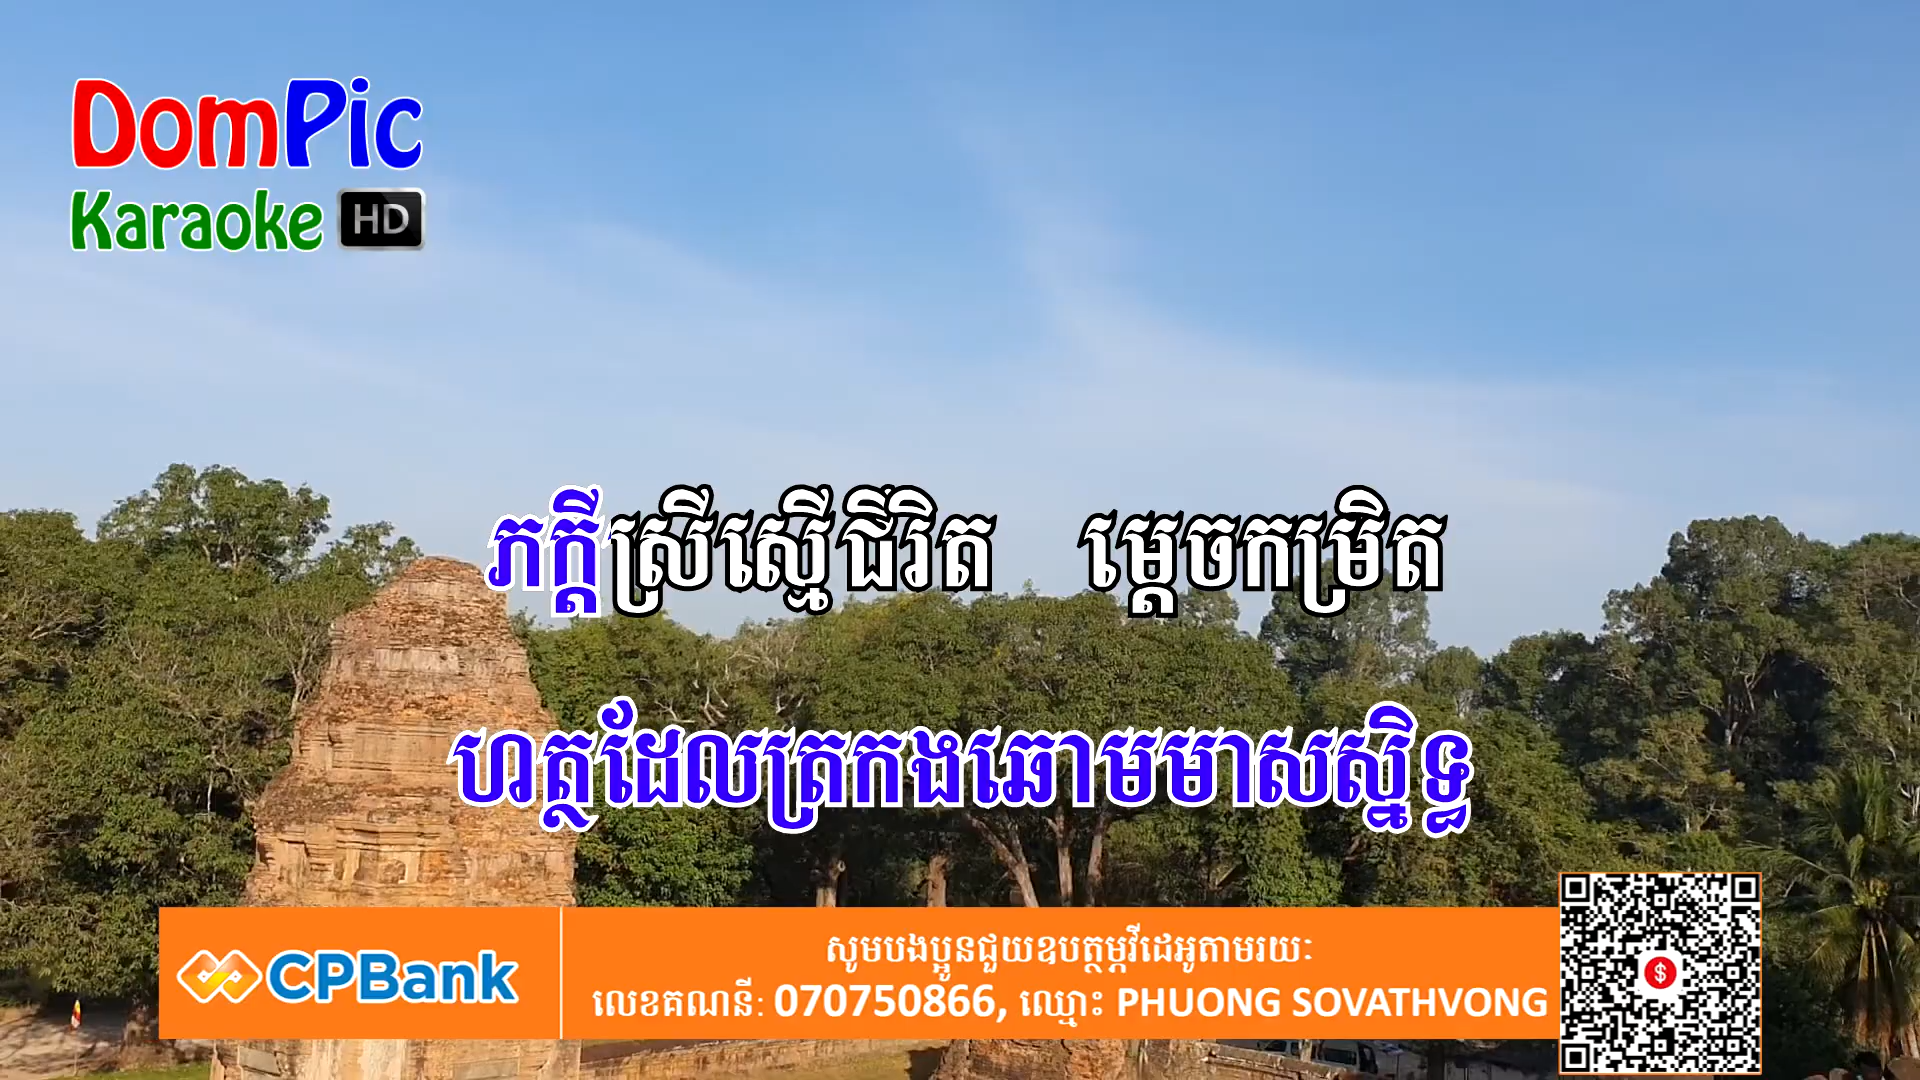 DomPic
Karaoke HD
ភក្ដីស្រីស្មើជីវិត ម្ដេចកម្រិត
ហត្ថដែលត្រកងឆោមមាសស្និទ្ធ
CPBank
សូមបងប្អូនជួយឧបត្ថម្ភវីដេអូតាមរយៈ
លេខគណនី: 070750866, ឈ្មោះ PHUONG SOVATHVONG